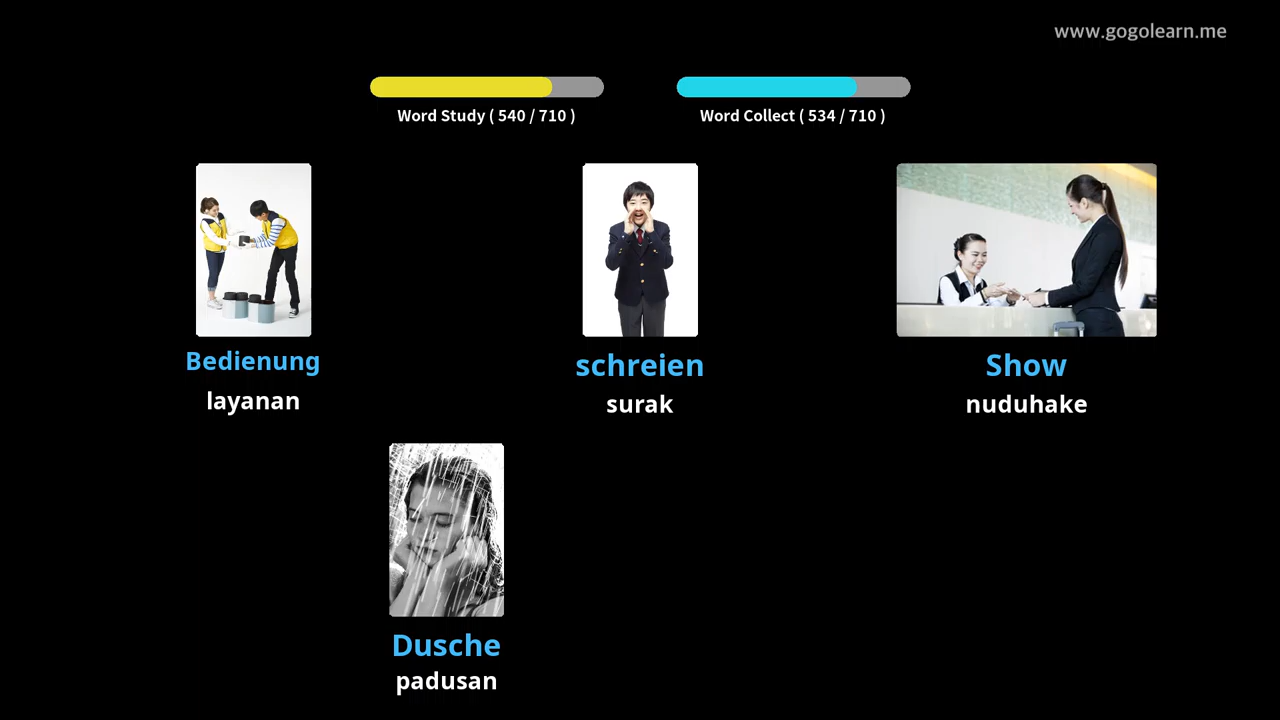 www.gogolearn.me
Word Study ( 540 / 710 )
Word Collect ( 534 / 710 )
Bedienung
layanan
schreien
surak
Show
nuduhake
Dusche
padusan